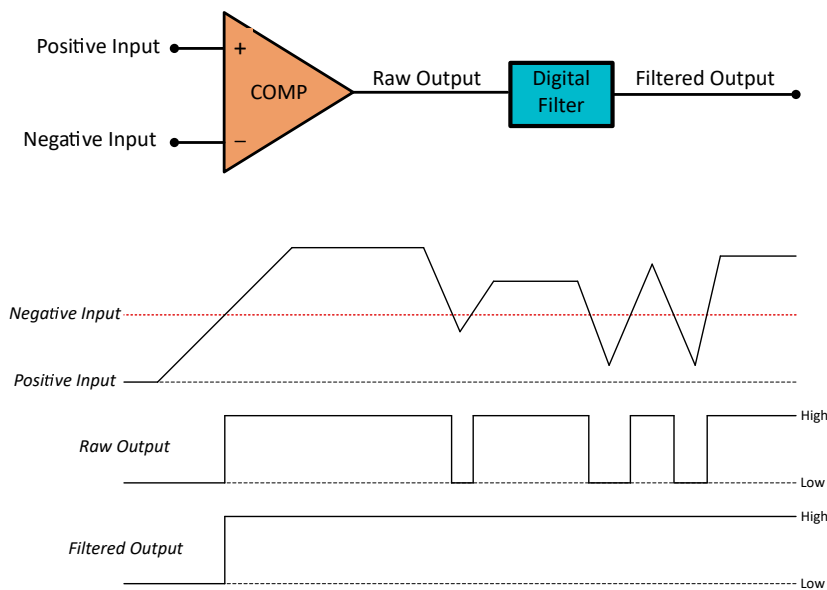 Positive Input
+
COMP
Raw Output
Digital
Filter
Filtered Output
Negative Input
−
Negative Input
Positive Input
High
Raw Output
Low
High
Filtered Output
Low